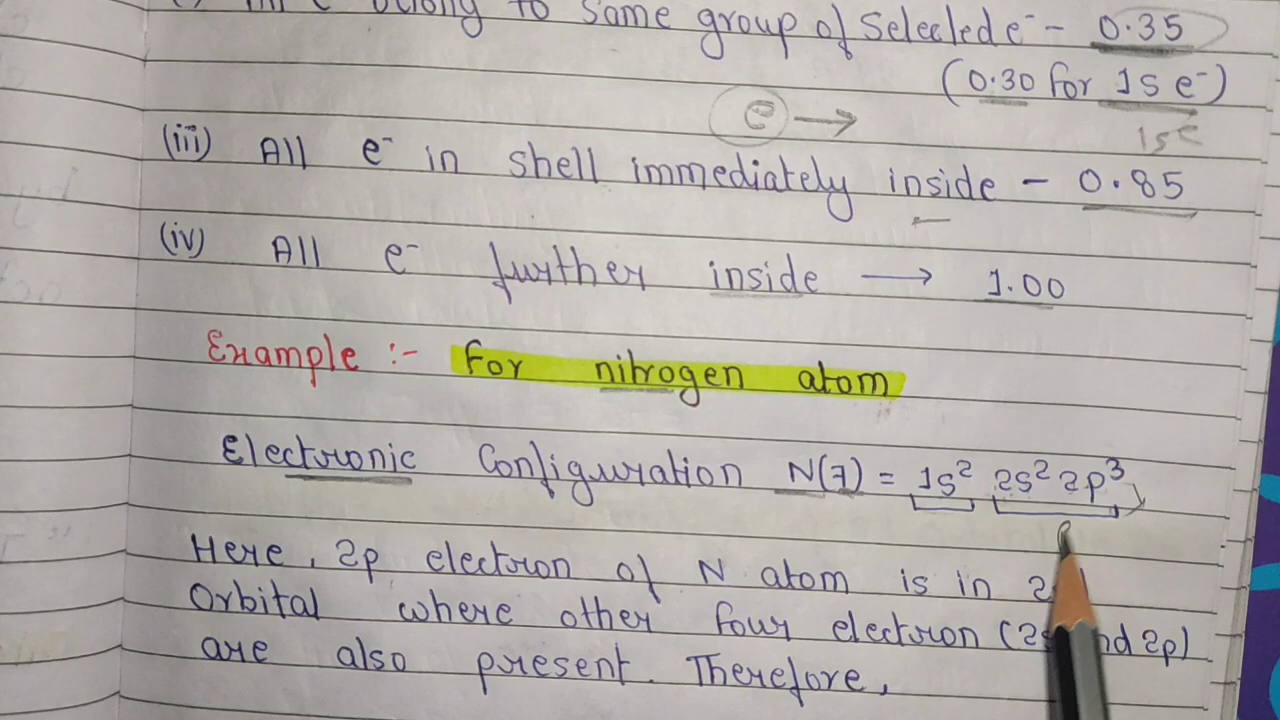 to same group of Selected e⁻ - 0.35
(0.30 for 1s e⁻)
e →
1s e
(iii) All e⁻ in shell immediately inside - 0.85
(iv) All e⁻ further inside → 1.00
Example :- For nitrogen atom
Electronic Configuration N(7) = 1s² 2s² 2p³
Here, 2p electron of N atom is in
Orbital where other four electron (2s and 2p)
are also present. Therefore,